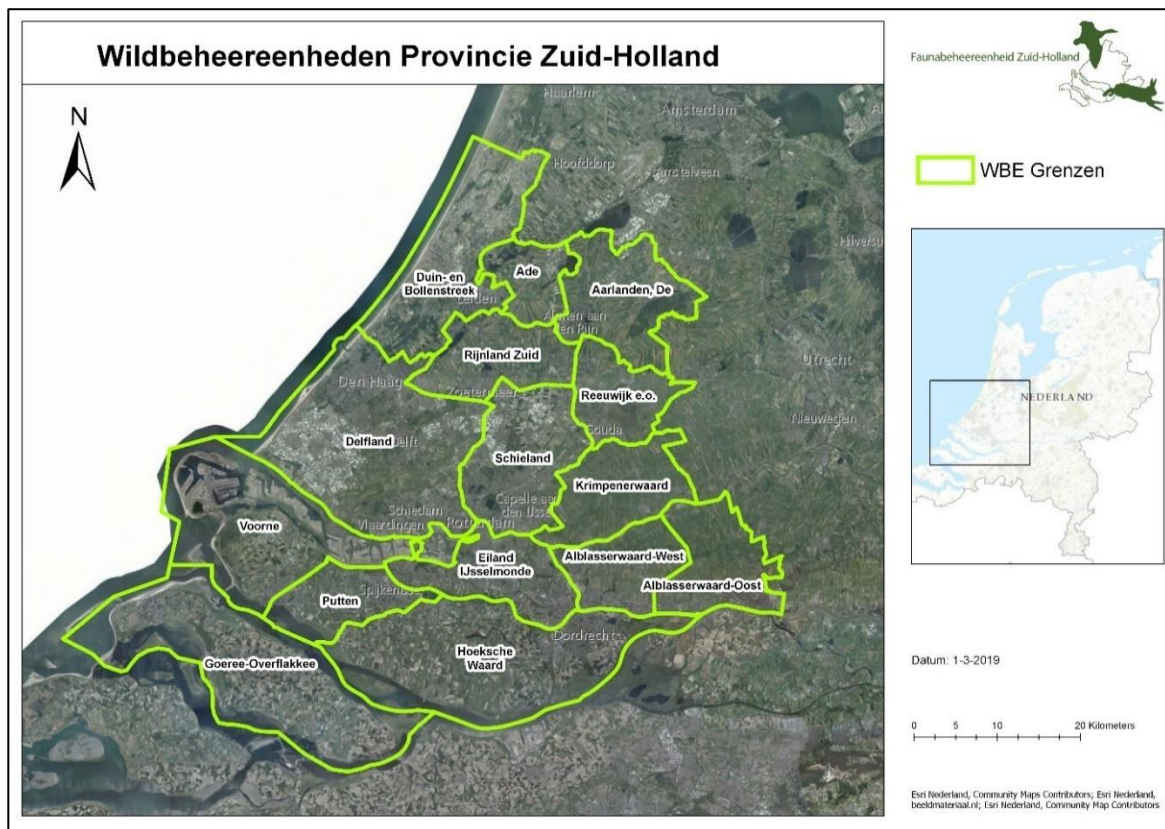 Wildbeheereenheden Provincie Zuid-Holland
Faunabeheereenheid Zuid-Holland
N
WBE Grenzen
Haarlem
Amsterdam
Hoofddorp
Amstelveen
Hilversu
Duin- en
Bollenstreek
Leiden
Ade
Aarlanden, De
Alphen aan
den Rijn
Rijnland Zuid
Utrecht
Den Haag
Zoetermeer
Reeuwijk e.o.
NEDERLAND
Nieuwegein
Delfland
Delft
Gouda
Schieland
Krimpenerwaard
Capelle aan
den IJsse
Schiedam
Vlaardingen
Rotterdam
Voorne
Eiland
IJsselmonde
Alblasserwaard-West
Alblasserwaard-Oost
Spijkenisse
Putten
Dordrecht
Hoeksche
Waard
Goeree-Overflakkee
Datum: 1-3-2019
0 5 10 20 Kilometers
Esri Nederland, Community Maps Contributors; Esri Nederland,
beeldmateriaal.nl; Esri Nederland, Community Map Contributors